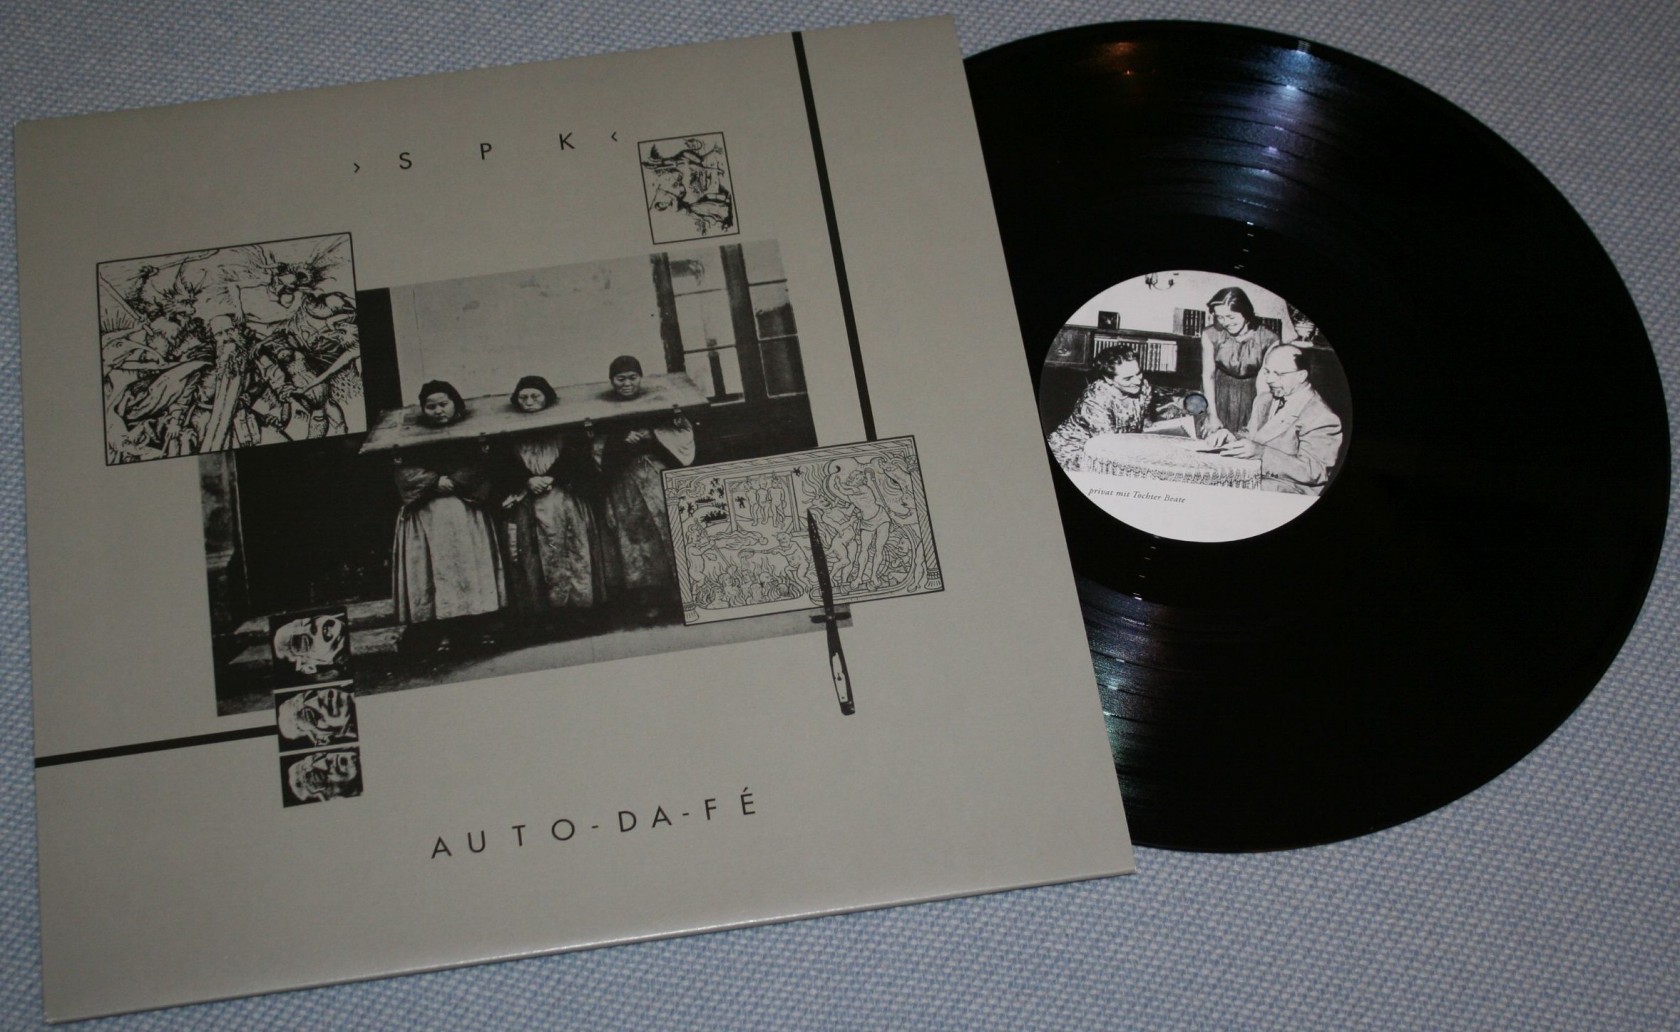 › S P K ‹
AUTO-DA-FÉ
privat mit Tochter Beate